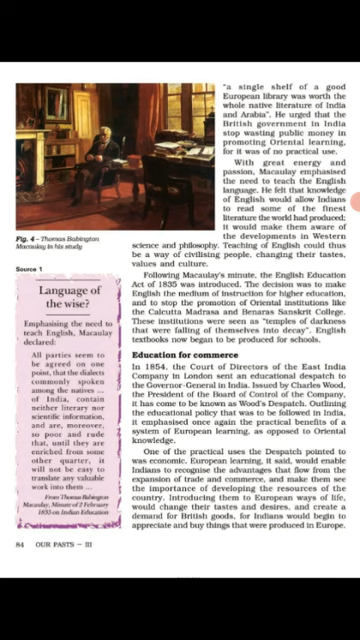 "a single shelf of a good
European library was worth the
whole native literature of India
and Arabia". He urged that the
British government in India
stop wasting public money in
promoting Oriental learning,
for it was of no practical use.
With great energy and
passion, Macaulay emphasised
the need to teach the English
language. He felt that knowledge
of English would allow Indians
to read some of the finest
literature the world had produced;
it would make them aware of
the developments in Western
science and philosophy. Teaching of English could thus
be a way of civilising people, changing their tastes,
values and culture.
Following Macaulay's minute, the English Education
Act of 1835 was introduced. The decision was to make
English the medium of instruction for higher education,
and to stop the promotion of Oriental institutions like
the Calcutta Madrasa and Benaras Sanskrit College.
These institutions were seen as "temples of darkness
that were falling of themselves into decay". English
textbooks now began to be produced for schools.
Education for commerce
In 1854, the Court of Directors of the East India
Company in London sent an educational despatch to
the Governor-General in India. Issued by Charles Wood,
the President of the Board of Control of the Company,
it has come to be known as Wood's Despatch. Outlining
the educational policy that was to be followed in India,
it emphasised once again the practical benefits of a
system of European learning, as opposed to Oriental
knowledge.
One of the practical uses the Despatch pointed to
was economic. European learning, it said, would enable
Indians to recognise the advantages that flow from the
expansion of trade and commerce, and make them see
the importance of developing the resources of the
country. Introducing them to European ways of life,
would change their tastes and desires, and create a
demand for British goods, for Indians would begin to
appreciate and buy things that were produced in Europe.
Fig. 4 – Thomas Babington
Macaulay in his study
Source 1
Language of
the wise?
Emphasising the need to
teach English, Macaulay
declared:
All parties seem to
be agreed on one
point, that the dialects
commonly spoken
among the natives ...
of India, contain
neither literary nor
scientific information,
and are, moreover,
so poor and rude
that, until they are
enriched from some
other quarter, it
will not be easy to
translate any valuable
work into them ...
From Thomas Babington
Macaulay, Minute of 2 February
1835 on Indian Education
84 OUR PASTS – III